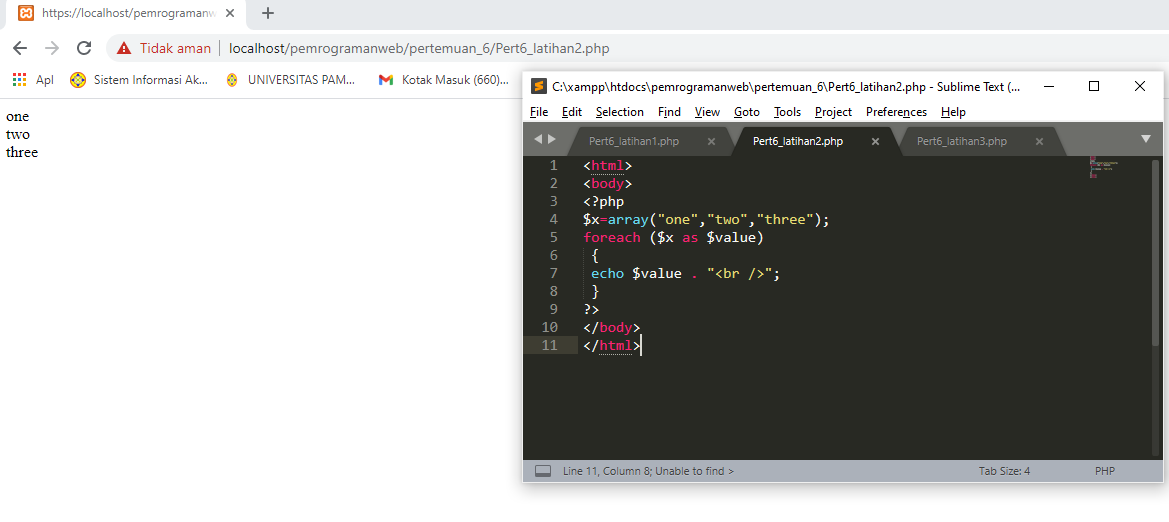 https://localhost/pemrogramanw
Tidak aman | localhost/pemrogramanweb/pertemuan_6/Pert6_latihan2.php
Apl Sistem Informasi Ak... UNIVERSITAS PAM... Kotak Masuk (660)...
one
two
three
C:\xampp\htdocs\pemrogramanweb\pertemuan_6\Pert6_latihan2.php - Sublime Text (...
File Edit Selection Find View Goto Tools Project Preferences Help
Pert6_latihan1.php Pert6_latihan2.php Pert6_latihan3.php
1 <html>
2 <body>
3 <?php
4 $x=array("one","two","three");
5 foreach ($x as $value)
6 {
7 echo $value . "<br />";
8 }
9 ?>
10 </body>
11 </html>
Line 11, Column 8; Unable to find > Tab Size: 4 PHP